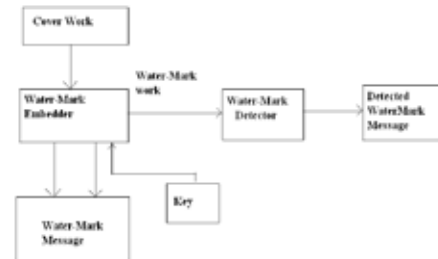 Cover Work
Water-Mark
Embedder
Water-Mark
work
Water-Mark
Detector
Detected
WaterMark
Message
Key
Water-Mark
Message